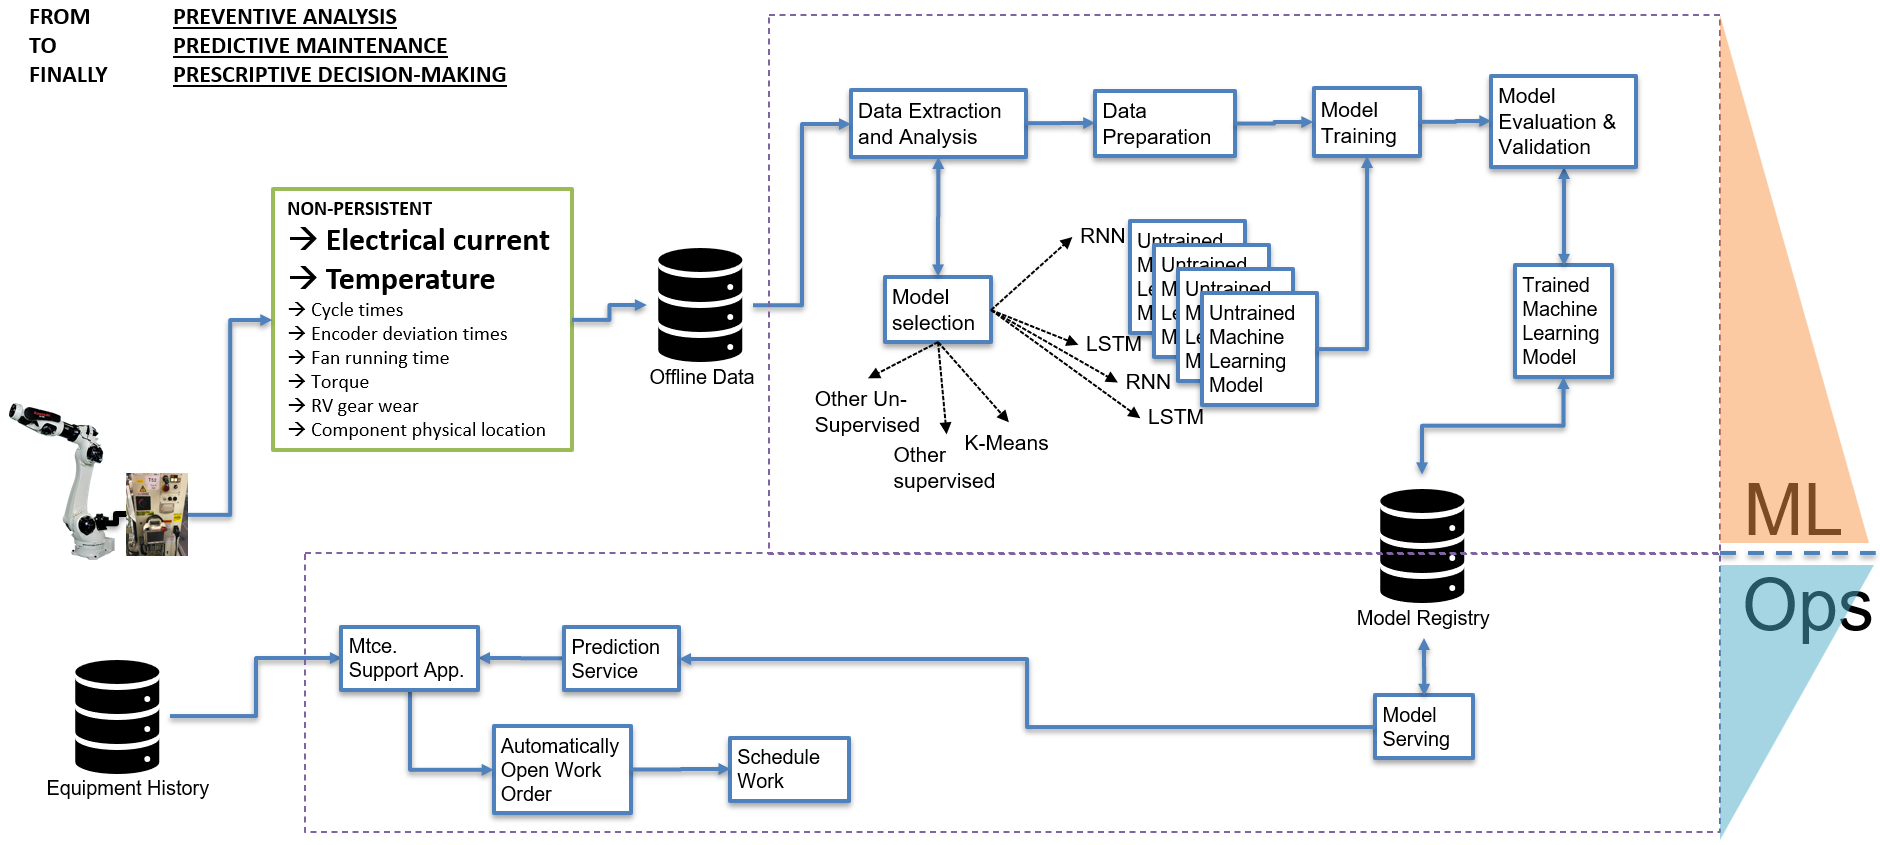 FROM PREVENTIVE ANALYSIS
TO PREDICTIVE MAINTENANCE
FINALLY PRESCRIPTIVE DECISION-MAKING
NON-PERSISTENT
→ Electrical current
→ Temperature
→ Cycle times
→ Encoder deviation times
→ Fan running time
→ Torque
→ RV gear wear
→ Component physical location
Offline Data
Data Extraction
and Analysis
Data
Preparation
Model
Training
Model
Evaluation &
Validation
Model
selection
RNN
LSTM
RNN
LSTM
K-Means
Other
supervised
Other Un-
Supervised
Untrained
M
Le
M
Untrained
M
Le
M
Untrained
M
Le
M
Untrained
Machine
Learning
Model
Trained
Machine
Learning
Model
ML
Ops
Model Registry
Model
Serving
Prediction
Service
Mtce.
Support App.
Equipment History
Automatically
Open Work
Order
Schedule
Work